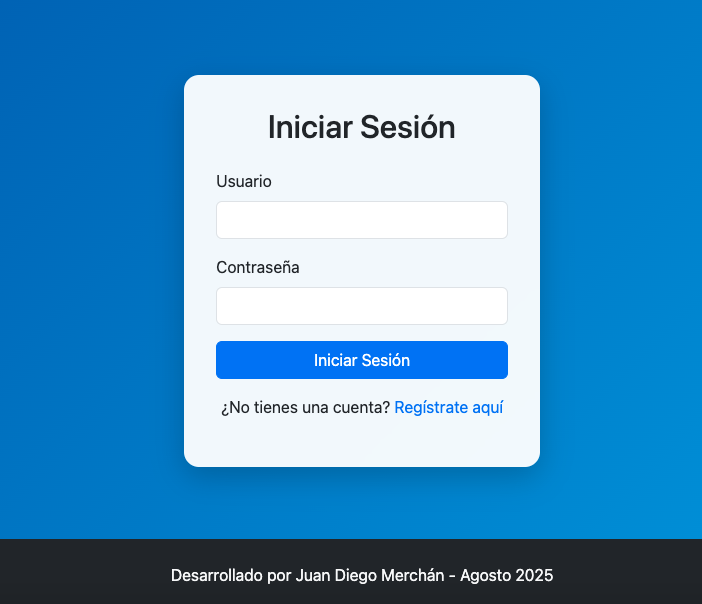 Iniciar Sesión
Usuario
Contraseña
Iniciar Sesión
¿No tienes una cuenta? Regístrate aquí
Desarrollado por Juan Diego Merchán - Agosto 2025